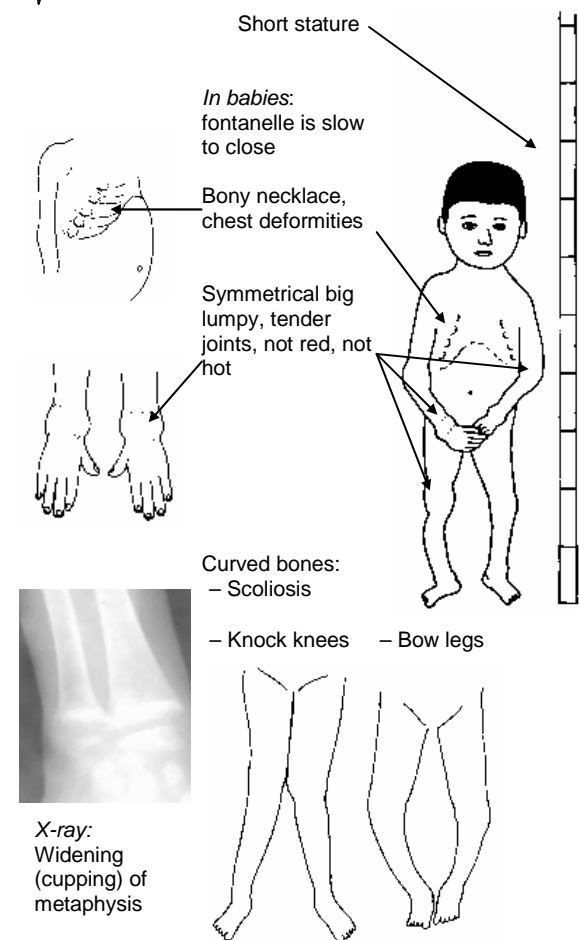 Short stature
In babies:
fontanelle is slow
to close
Bony necklace,
chest deformities
Symmetrical big
lumpy, tender
joints, not red, not
hot
Curved bones:
– Scoliosis
– Knock knees – Bow legs
X-ray:
Widening
(cupping) of
metaphysis